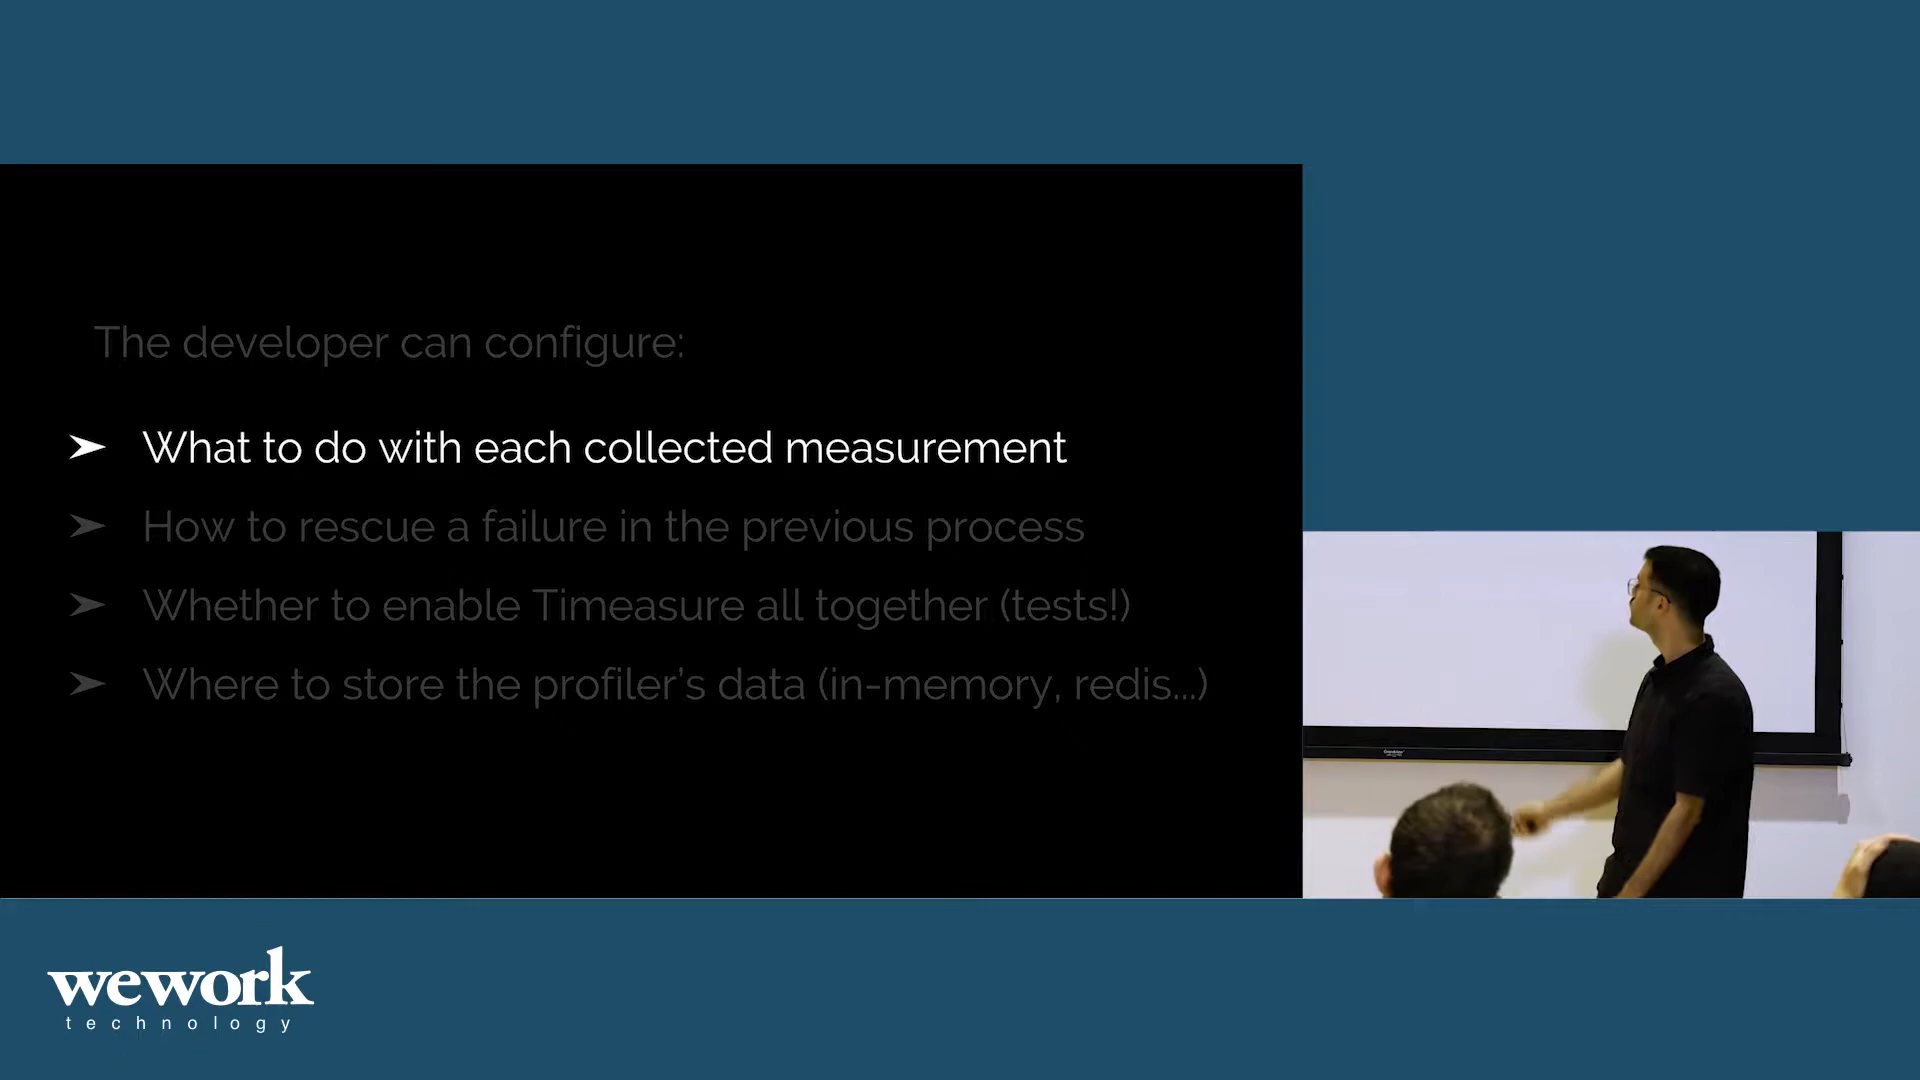 The developer can configure:
➤ What to do with each collected measurement
➤ How to rescue a failure in the previous process
➤ Whether to enable Timeasure all together (tests!)
➤ Where to store the profiler’s data (in-memory, redis...)
wework
technology